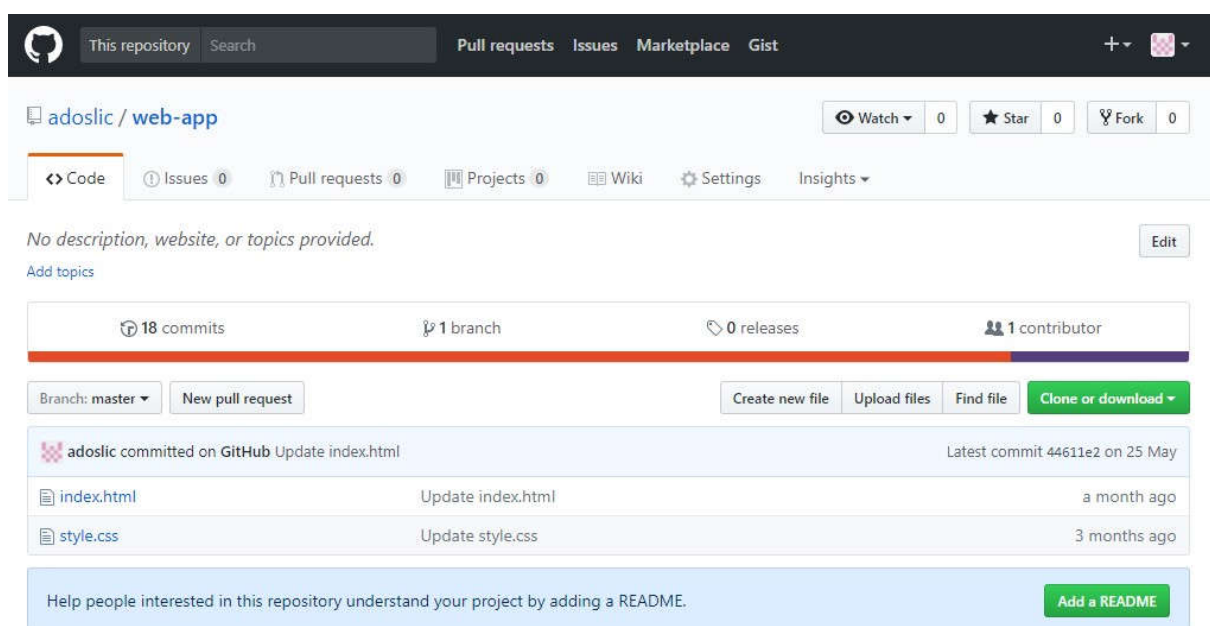 This repository Search Pull requests Issues Marketplace Gist
adoslic / web-app Watch 0 Star 0 Fork 0
Code Issues 0 Pull requests 0 Projects 0 Wiki Settings Insights
No description, website, or topics provided. Edit
Add topics
18 commits 1 branch 0 releases 1 contributor
Branch: master New pull request Create new file Upload files Find file Clone or download
adoslic committed on GitHub Update index.html Latest commit 44611e2 on 25 May
index.html Update index.html a month ago
style.css Update style.css 3 months ago
Help people interested in this repository understand your project by adding a README. Add a README